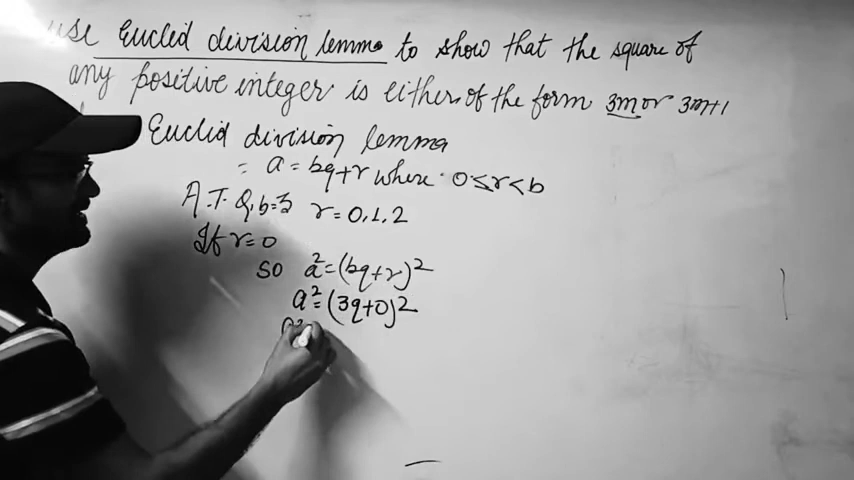 use Euclid division lemma to show that the square of
any positive integer is either of the form 3m or 3m+1
Euclid division lemma
= a = bq+r where 0≤r<b
A.T.Q, b=3 r=0,1,2
If r=0
so a²=(bq+r)²
a²=(3q+0)²
a²